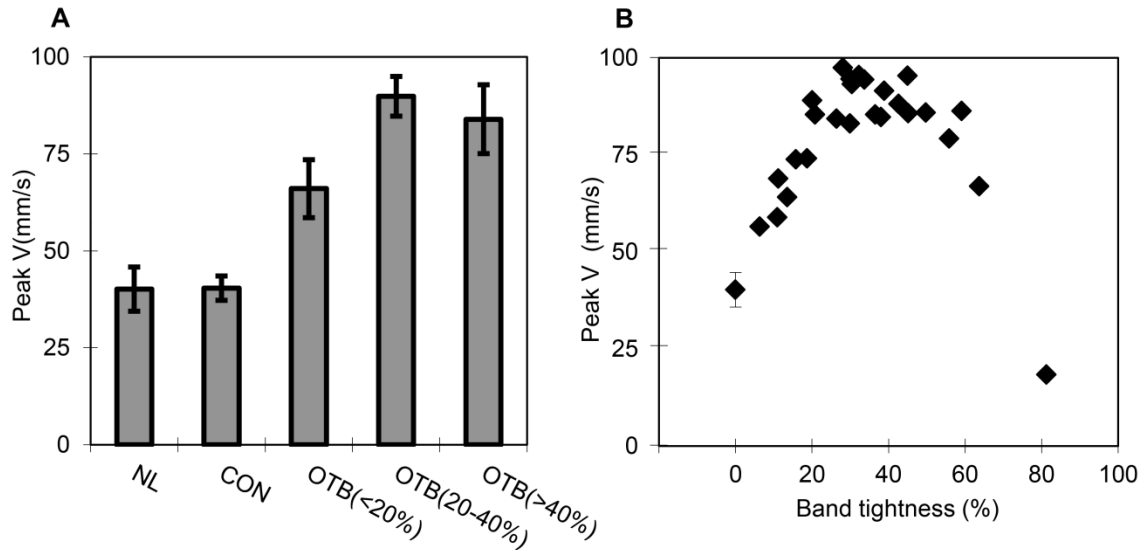 A
100
75
50
25
0
Peak V(mm/s)
NL
CON
OTB(<20%)
OTB(20-40%)
OTB(>40%)
B
100
75
50
25
0
Peak V (mm/s)
0 20 40 60 80 100
Band tightness (%)